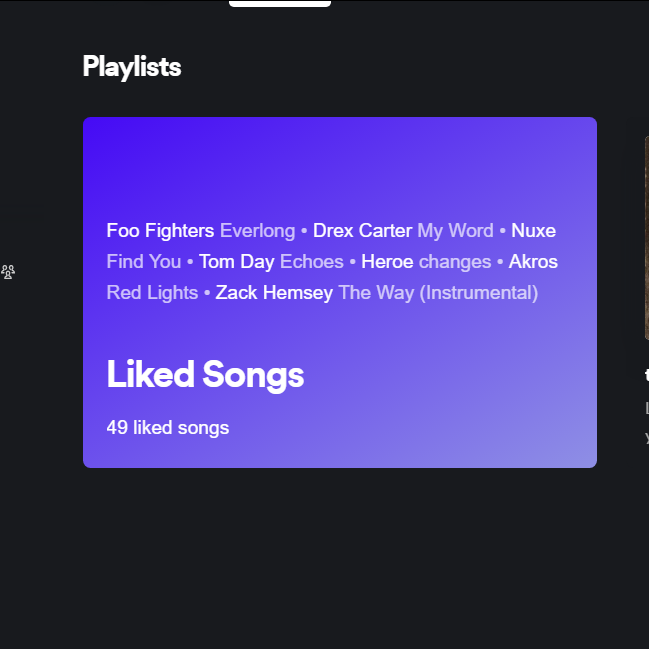 Playlists
Foo Fighters Everlong • Drex Carter My Word • Nuxe
Find You • Tom Day Echoes • Heroe changes • Akros
Red Lights • Zack Hemsey The Way (Instrumental)
Liked Songs
49 liked songs